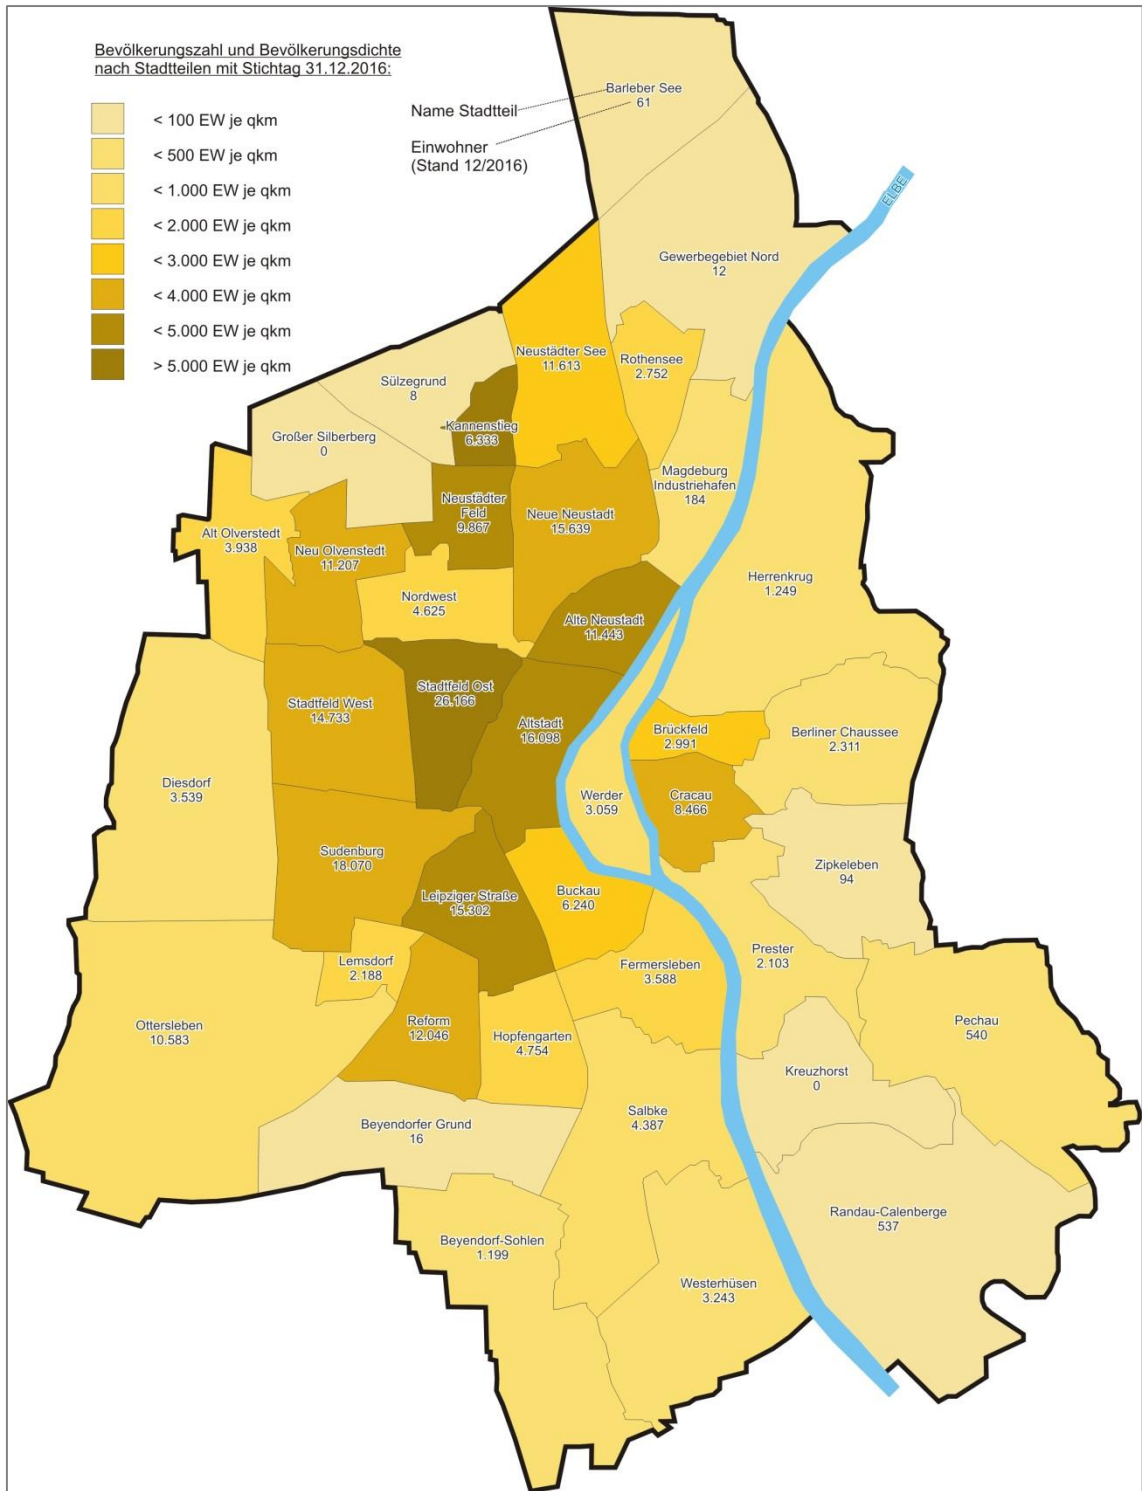 Bevölkerungszahl und Bevölkerungsdichte
nach Stadtteilen mit Stichtag 31.12.2016:
< 100 EW je qkm
< 500 EW je qkm
< 1.000 EW je qkm
< 2.000 EW je qkm
< 3.000 EW je qkm
< 4.000 EW je qkm
< 5.000 EW je qkm
> 5.000 EW je qkm
Name Stadtteil
Einwohner
(Stand 12/2016)
Barleber See
61
ELBE
Gewerbegebiet Nord
12
Neustädter See
11.613
Rothensee
2.752
Sülzegrund
8
Kannenstieg
6.333
Großer Silberberg
0
Magdeburg
Industriehafen
184
Neustädter
Feld
9.867
Neue Neustadt
15.639
Alt Olverstedt
3.938
Neu Olvenstedt
11.207
Herrenkrug
1.249
Nordwest
4.625
Alte Neustadt
11.443
Stadtfeld Ost
26.166
Stadtfeld West
14.733
Altstadt
16.098
Brückfeld
2.991
Berliner Chaussee
2.311
Diesdorf
3.539
Werder
3.059
Cracau
8.466
Sudenburg
18.070
Zipkeleben
94
Leipziger Straße
15.302
Buckau
6.240
Lemsdorf
2.188
Fermersleben
3.588
Prester
2.103
Ottersleben
10.583
Reform
12.046
Hopfengarten
4.754
Pechau
540
Kreuzhorst
0
Beyendorfer Grund
16
Salbke
4.387
Randau-Calenberge
537
Beyendorf-Sohlen
1.199
Westerhüsen
3.243